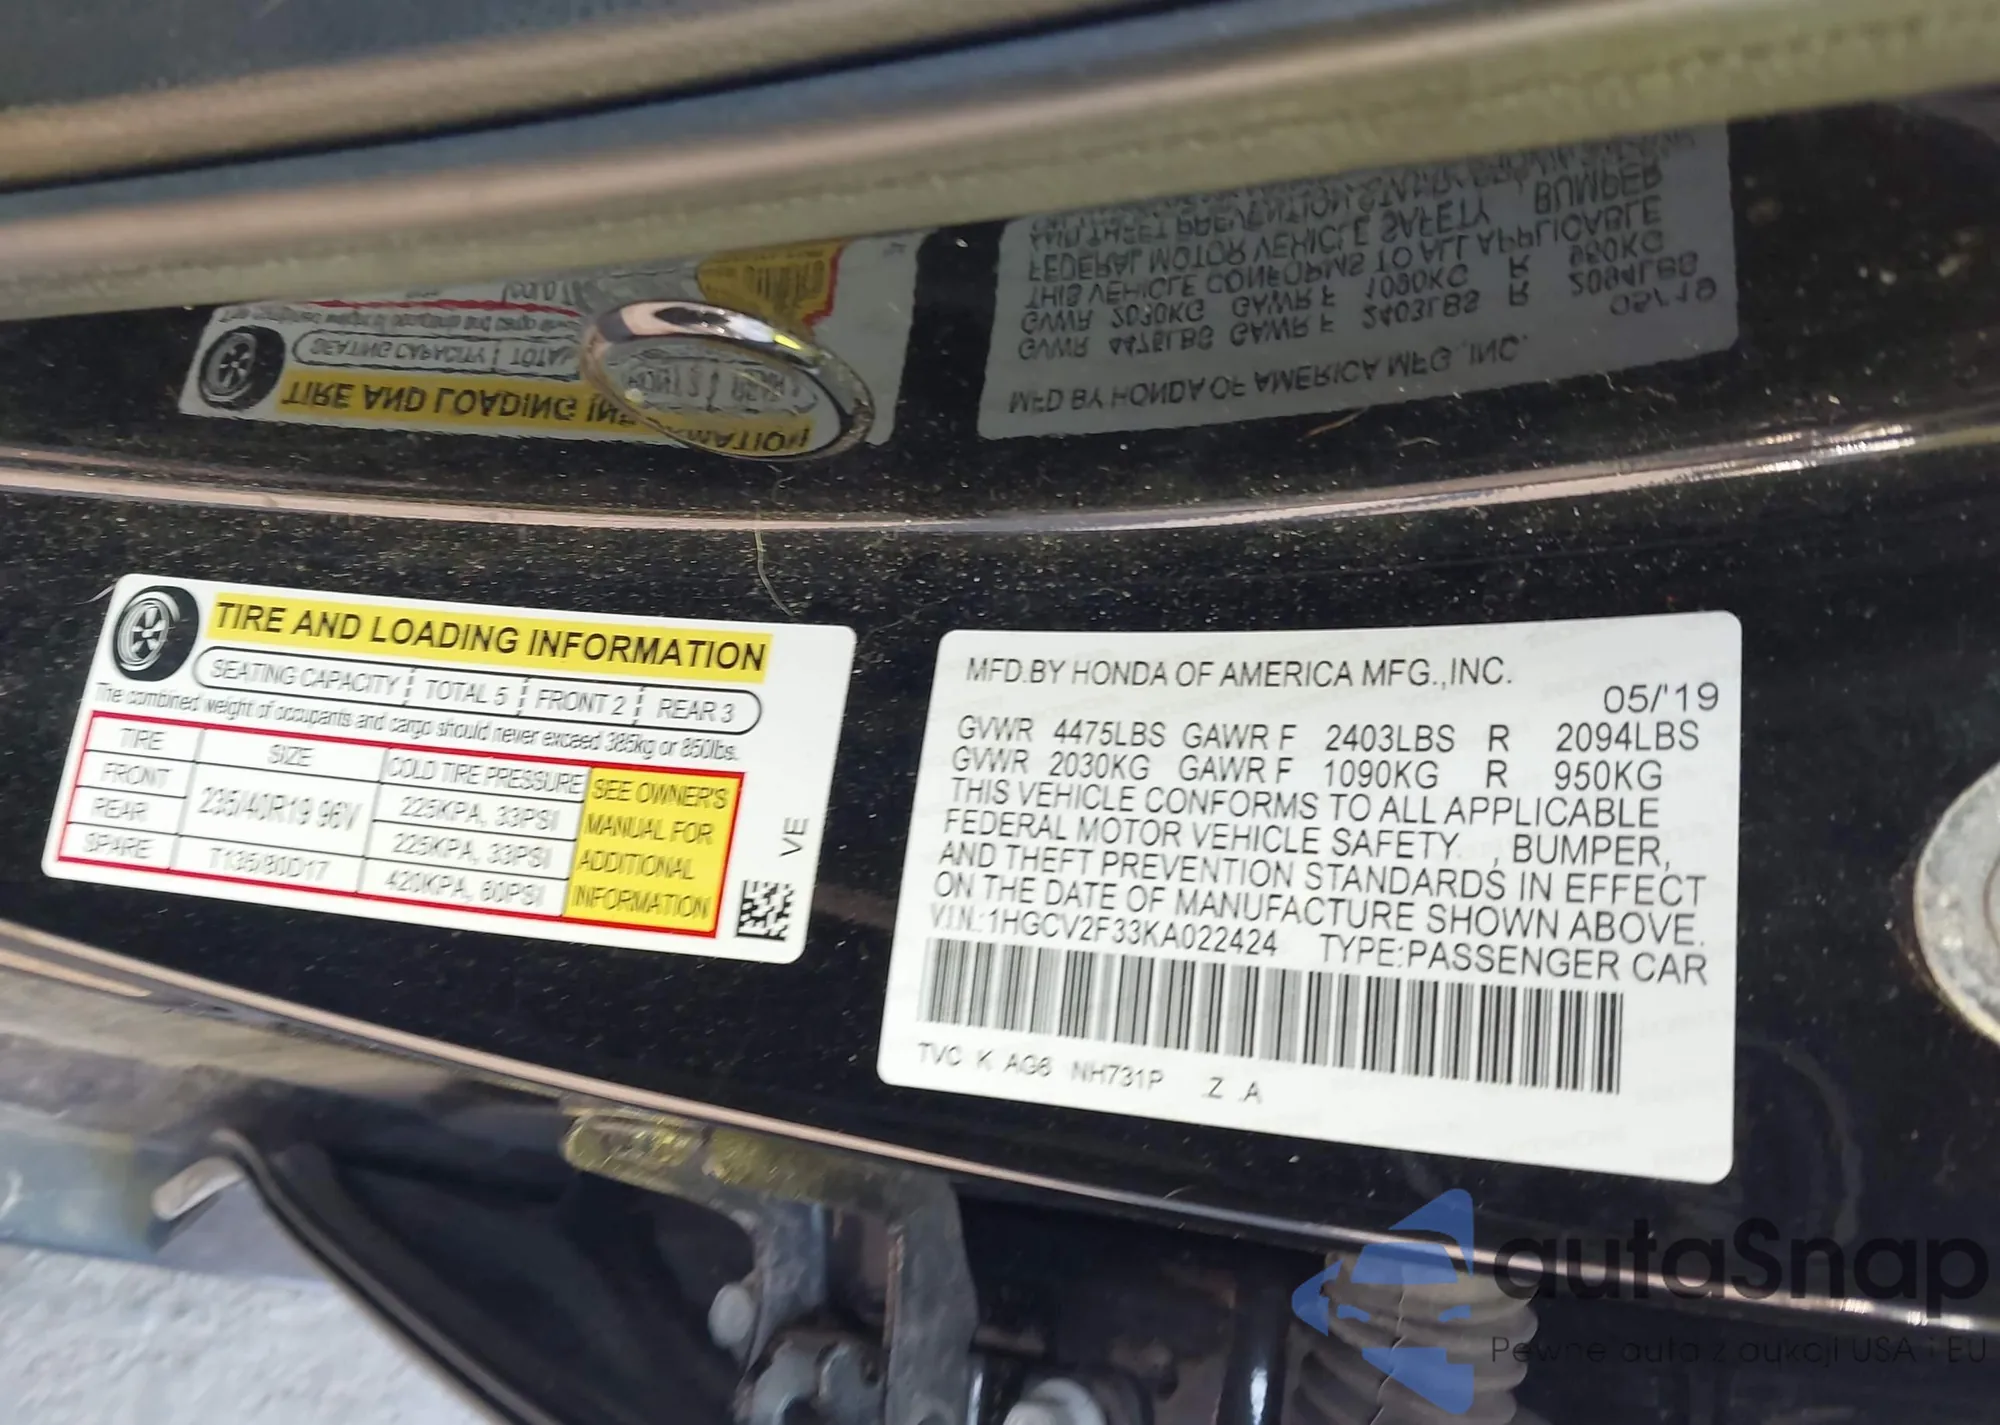 TIRE AND LOADING INFORMATION
SEATING CAPACITY TOTAL 5 FRONT 2 REAR 3
The combined weight of occupants and cargo should never exceed 385kg or 850lbs.
TIRE SIZE COLD TIRE PRESSURE
FRONT 235/40R19 96V 225KPA, 33PSI
REAR 225KPA, 33PSI
SPARE T135/80D17 420KPA, 60PSI
SEE OWNER'S
MANUAL FOR
ADDITIONAL
INFORMATION
VE
MFD.BY HONDA OF AMERICA MFG.,INC.
05/'19
GVWR 4475LBS GAWR F 2403LBS R 2094LBS
GVWR 2030KG GAWR F 1090KG R 950KG
THIS VEHICLE CONFORMS TO ALL APPLICABLE
FEDERAL MOTOR VEHICLE SAFETY , BUMPER,
AND THEFT PREVENTION STANDARDS IN EFFECT
ON THE DATE OF MANUFACTURE SHOWN ABOVE.
V.I.N.:1HGCV2F33KA022424 TYPE:PASSENGER CAR
TVC K AG6 NH731P Z A
autaSnap
Pewne auta z aukcji USA i EU